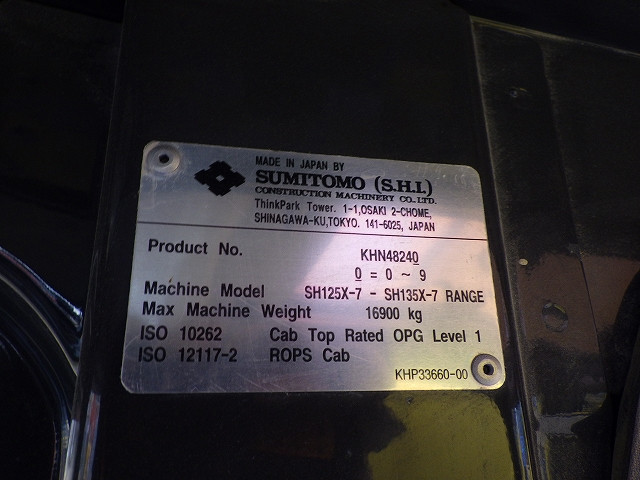 MADE IN JAPAN BY
SUMITOMO (S.H.I.)
CONSTRUCTION MACHINERY CO.,LTD.
ThinkPark Tower. 1-1,OSAKI 2-CHOME,
SHINAGAWA-KU,TOKYO. 141-6025, JAPAN
Product No. KHN48240
0 = 0 ~ 9
Machine Model SH125X-7 - SH135X-7 RANGE
Max Machine Weight 16900 kg
ISO 10262 Cab Top Rated OPG Level 1
ISO 12117-2 ROPS Cab
KHP33660-00